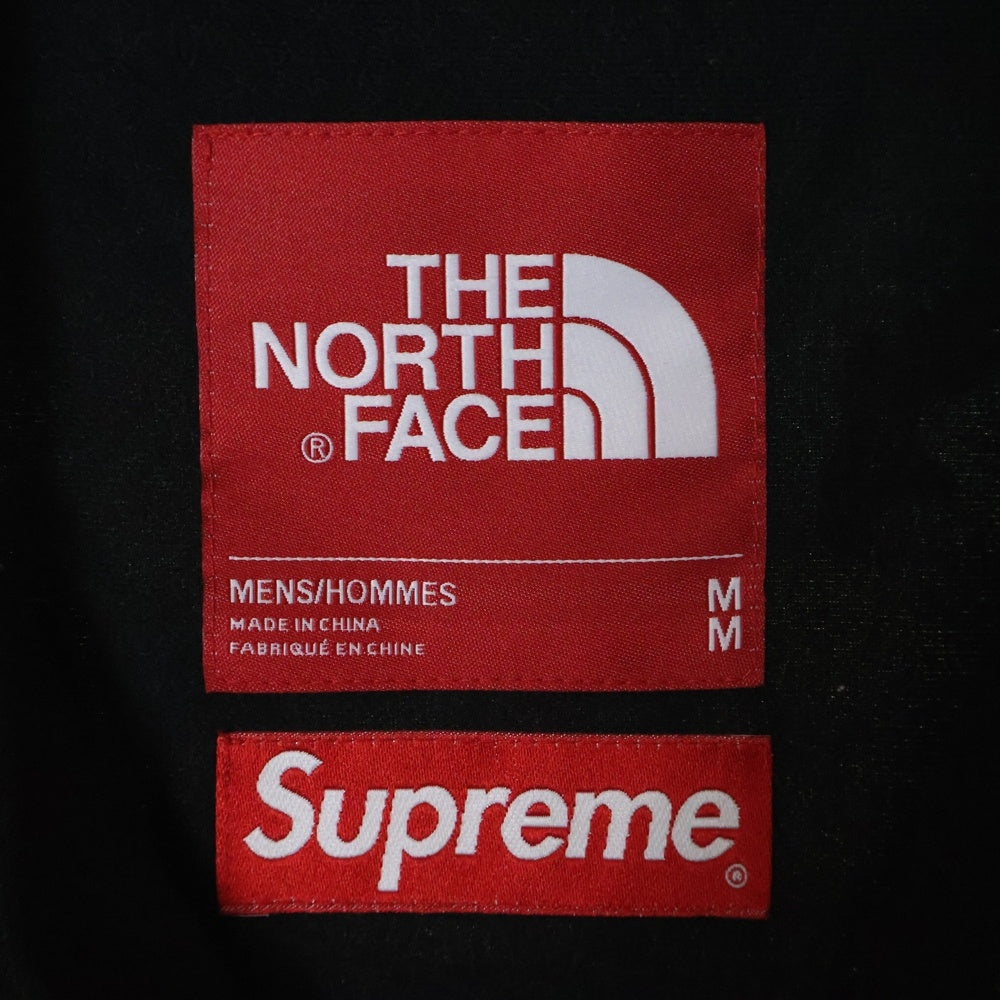 THE
NORTH
® FACE
MENS/HOMMES M
MADE IN CHINA M
FABRIQUÉ EN CHINE
Supreme®